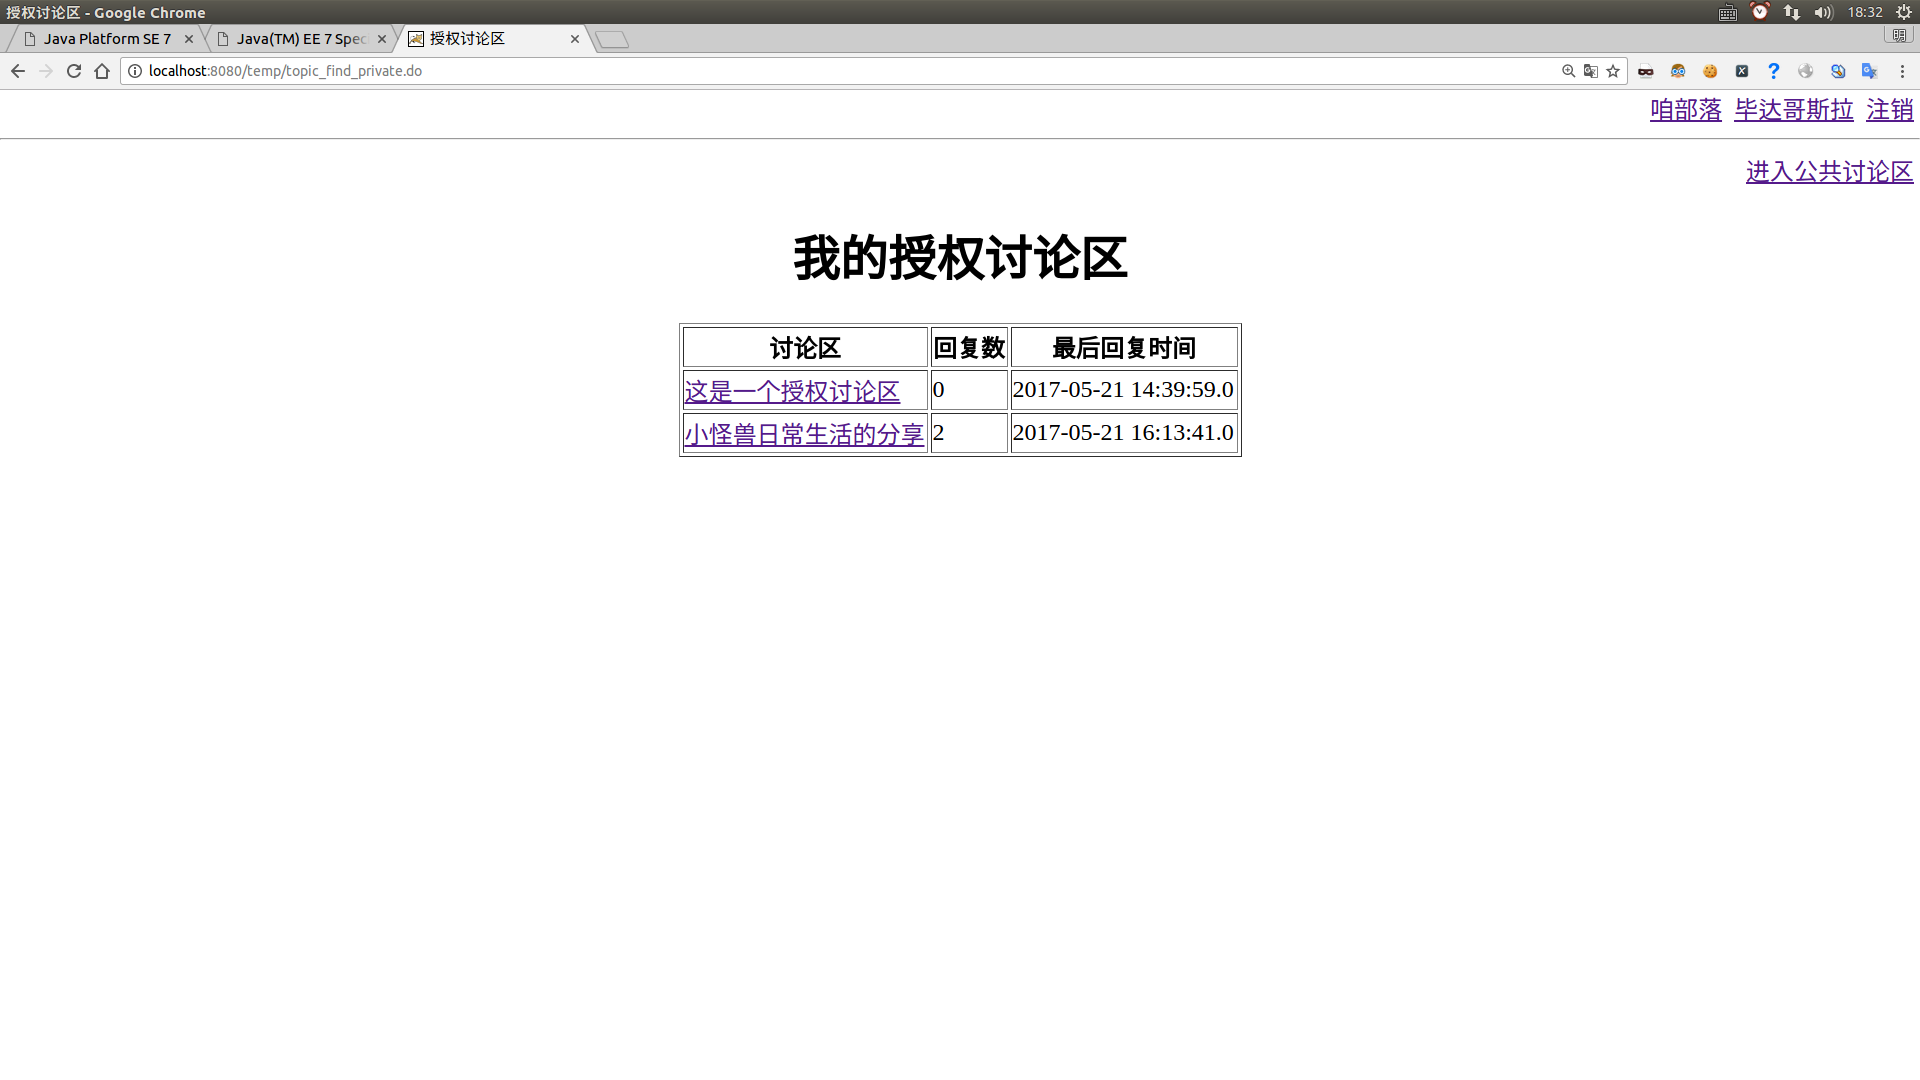 授权讨论区 - Google Chrome
18:32
Java Platform SE 7
Java(TM) EE 7 Spec
授权讨论区
localhost:8080/temp/topic_find_private.do
咱部落 毕达哥斯拉 注销
进入公共讨论区
我的授权讨论区
讨论区 回复数 最后回复时间
这是一个授权讨论区 0 2017-05-21 14:39:59.0
小怪兽日常生活的分享 2 2017-05-21 16:13:41.0